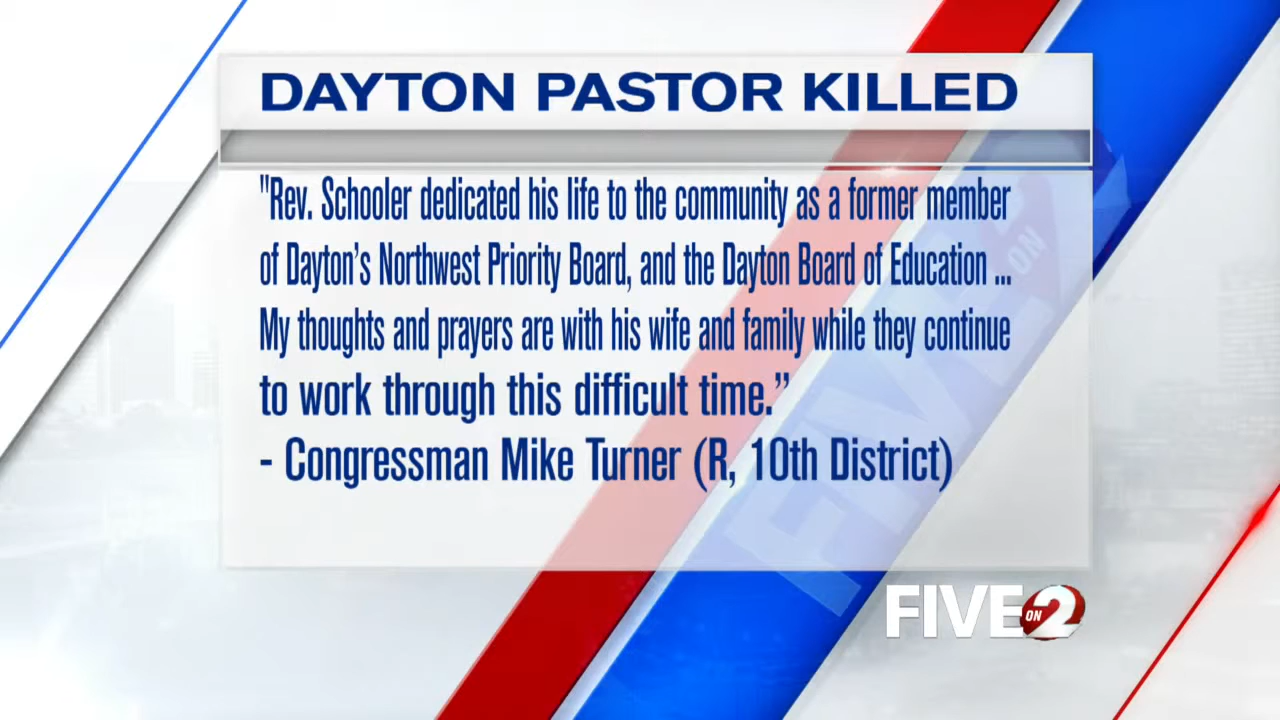 DAYTON PASTOR KILLED
"Rev. Schooler dedicated his life to the community as a former member
of Dayton's Northwest Priority Board, and the Dayton Board of Education ...
My thoughts and prayers are with his wife and family while they continue
to work through this difficult time.”
- Congressman Mike Turner (R, 10th District)
FIVE ON 2